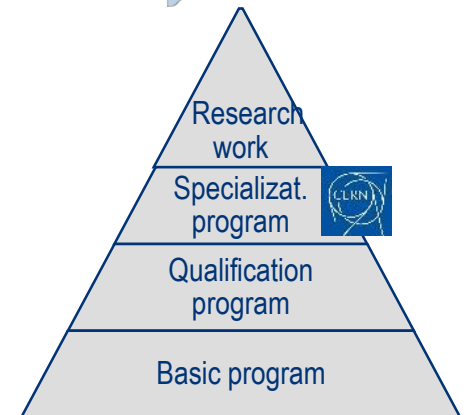 Research
work
Specializat.
program
CERN
Qualification
program
Basic program